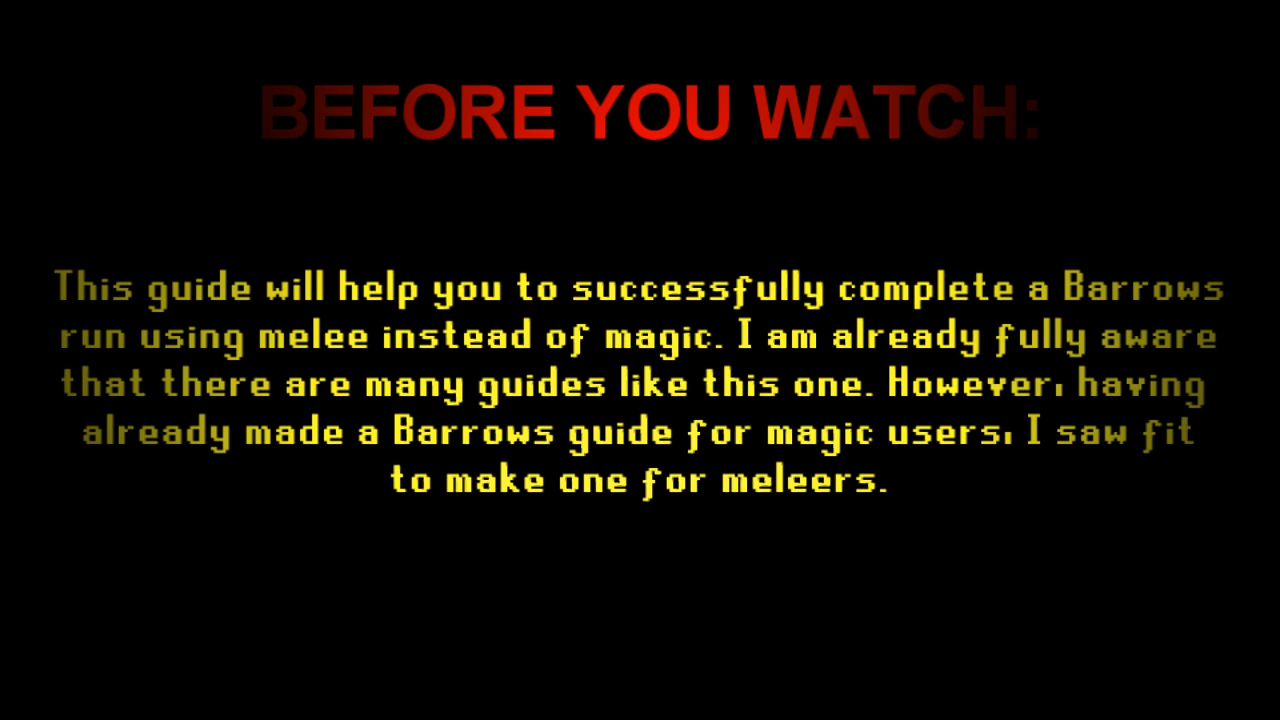 BEFORE YOU WATCH:
This guide will help you to successfully complete a Barrows
run using melee instead of magic. I am already fully aware
that there are many guides like this one. However, having
already made a Barrows guide for magic users, I saw fit
to make one for meleers.